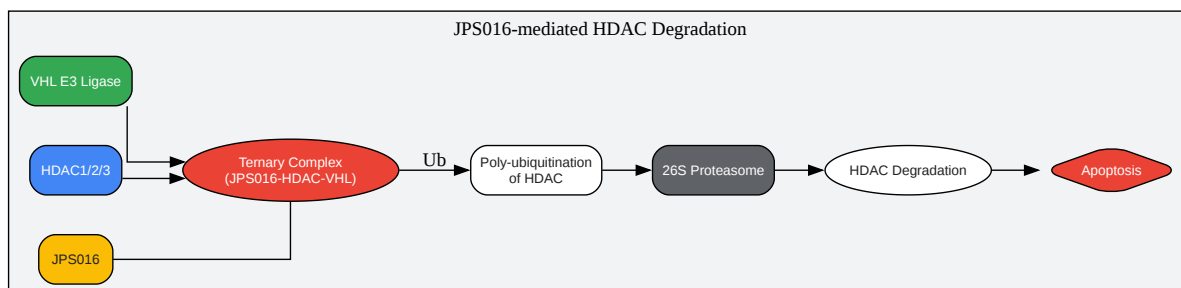 JPS016-mediated HDAC Degradation
VHL E3 Ligase
HDAC1/2/3
JPS016
Ternary Complex
(JPS016-HDAC-VHL)
Ub
Poly-ubiquitination
of HDAC
26S Proteasome
HDAC Degradation
Apoptosis